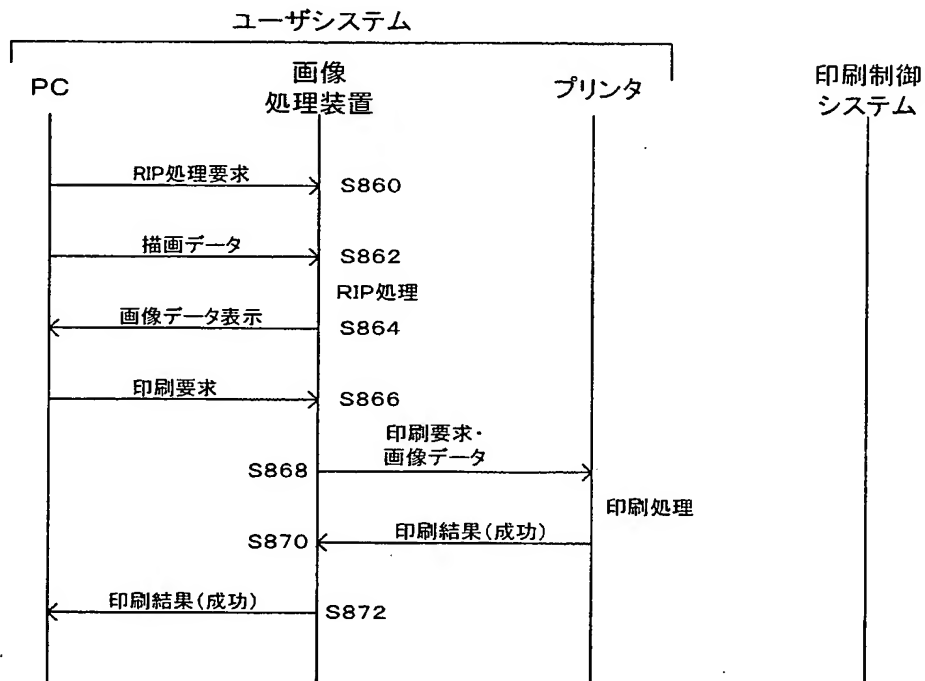 ユーザシステム
PC
画像
処理装置
プリンタ
印刷制御
システム
RIP処理要求
S860
描画データ
S862
RIP処理
画像データ表示
S864
印刷要求
S866
印刷要求・
画像データ
S868
印刷処理
印刷結果(成功)
S870
印刷結果(成功)
S872